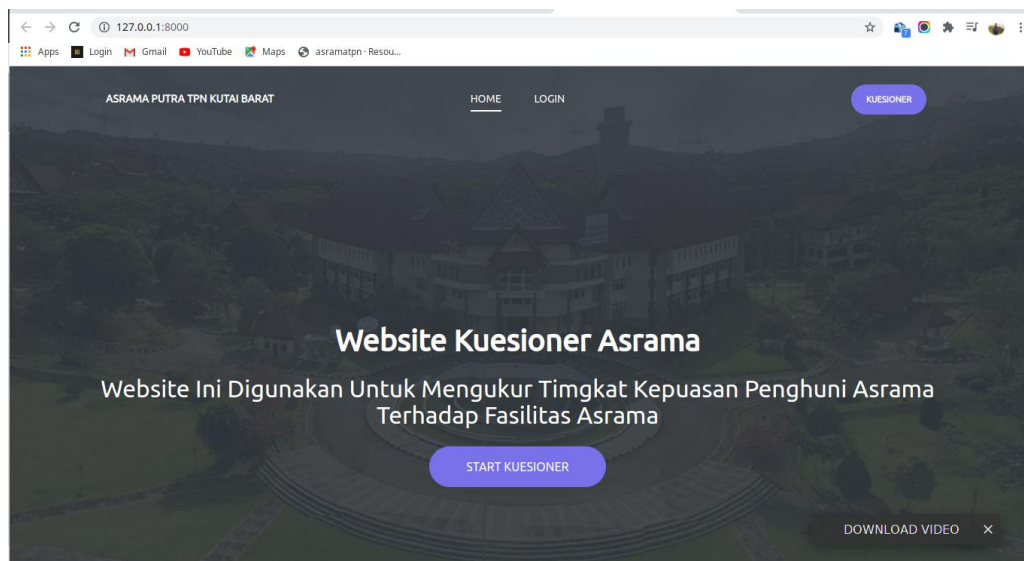 127.0.0.1:8000
Apps Login Gmail YouTube Maps asramatpn - Resou...
ASRAMA PUTRA TPN KUTAI BARAT HOME LOGIN KUESIONER
Website Kuesioner Asrama
Website Ini Digunakan Untuk Mengukur Timgkat Kepuasan Penghuni Asrama
Terhadap Fasilitas Asrama
START KUESIONER
DOWNLOAD VIDEO ×